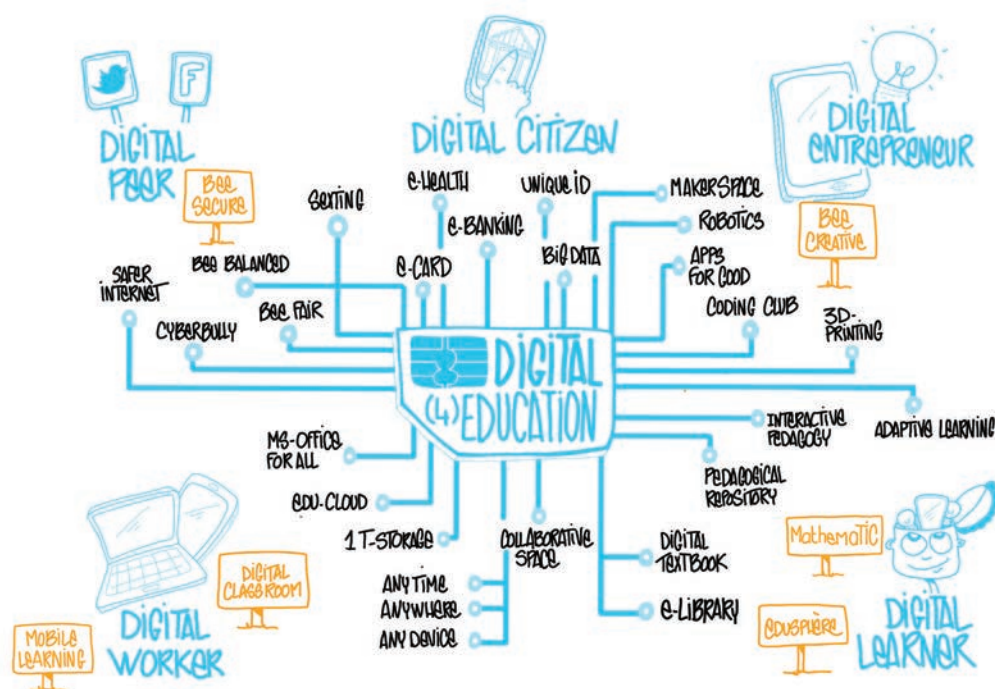 F
DIGITAL
PEER
BEE
SECURE
DIGITAL CITIZEN
DIGITAL
ENTREPRENEUR
BEE
CREATIVE
SEXTING
e-HEALTH
UNIQUE iD
MAKERSPACE
e-BANKING
ROBOTICS
BEE BALANCED
e-CARD
BIG DATA
APPS
FOR GOOD
SAFER
INTERNET
CYBERBULLY
BEE FAIR
CODING CLUB
3D-
PRINTING
DIGITAL
(4) EDUCATION
MS-OFFICE
FOR ALL
INTERACTIVE
PEDAGOGY
ADAPTIVE LEARNING
EDU-CLOUD
PEDAGOGICAL
REPOSITORY
1 T-STORAGE
COLLABORATIVE
SPACE
DIGITAL
TEXTBOOK
ANY TIME
ANYWHERE
ANY DEVICE
e-LIBRARY
DIGITAL
CLASSROOM
MOBILE
LEARNING
DIGITAL
WORKER
MatHemaTIC
eDUSPHÈRE
DIGITAL
LEARNER